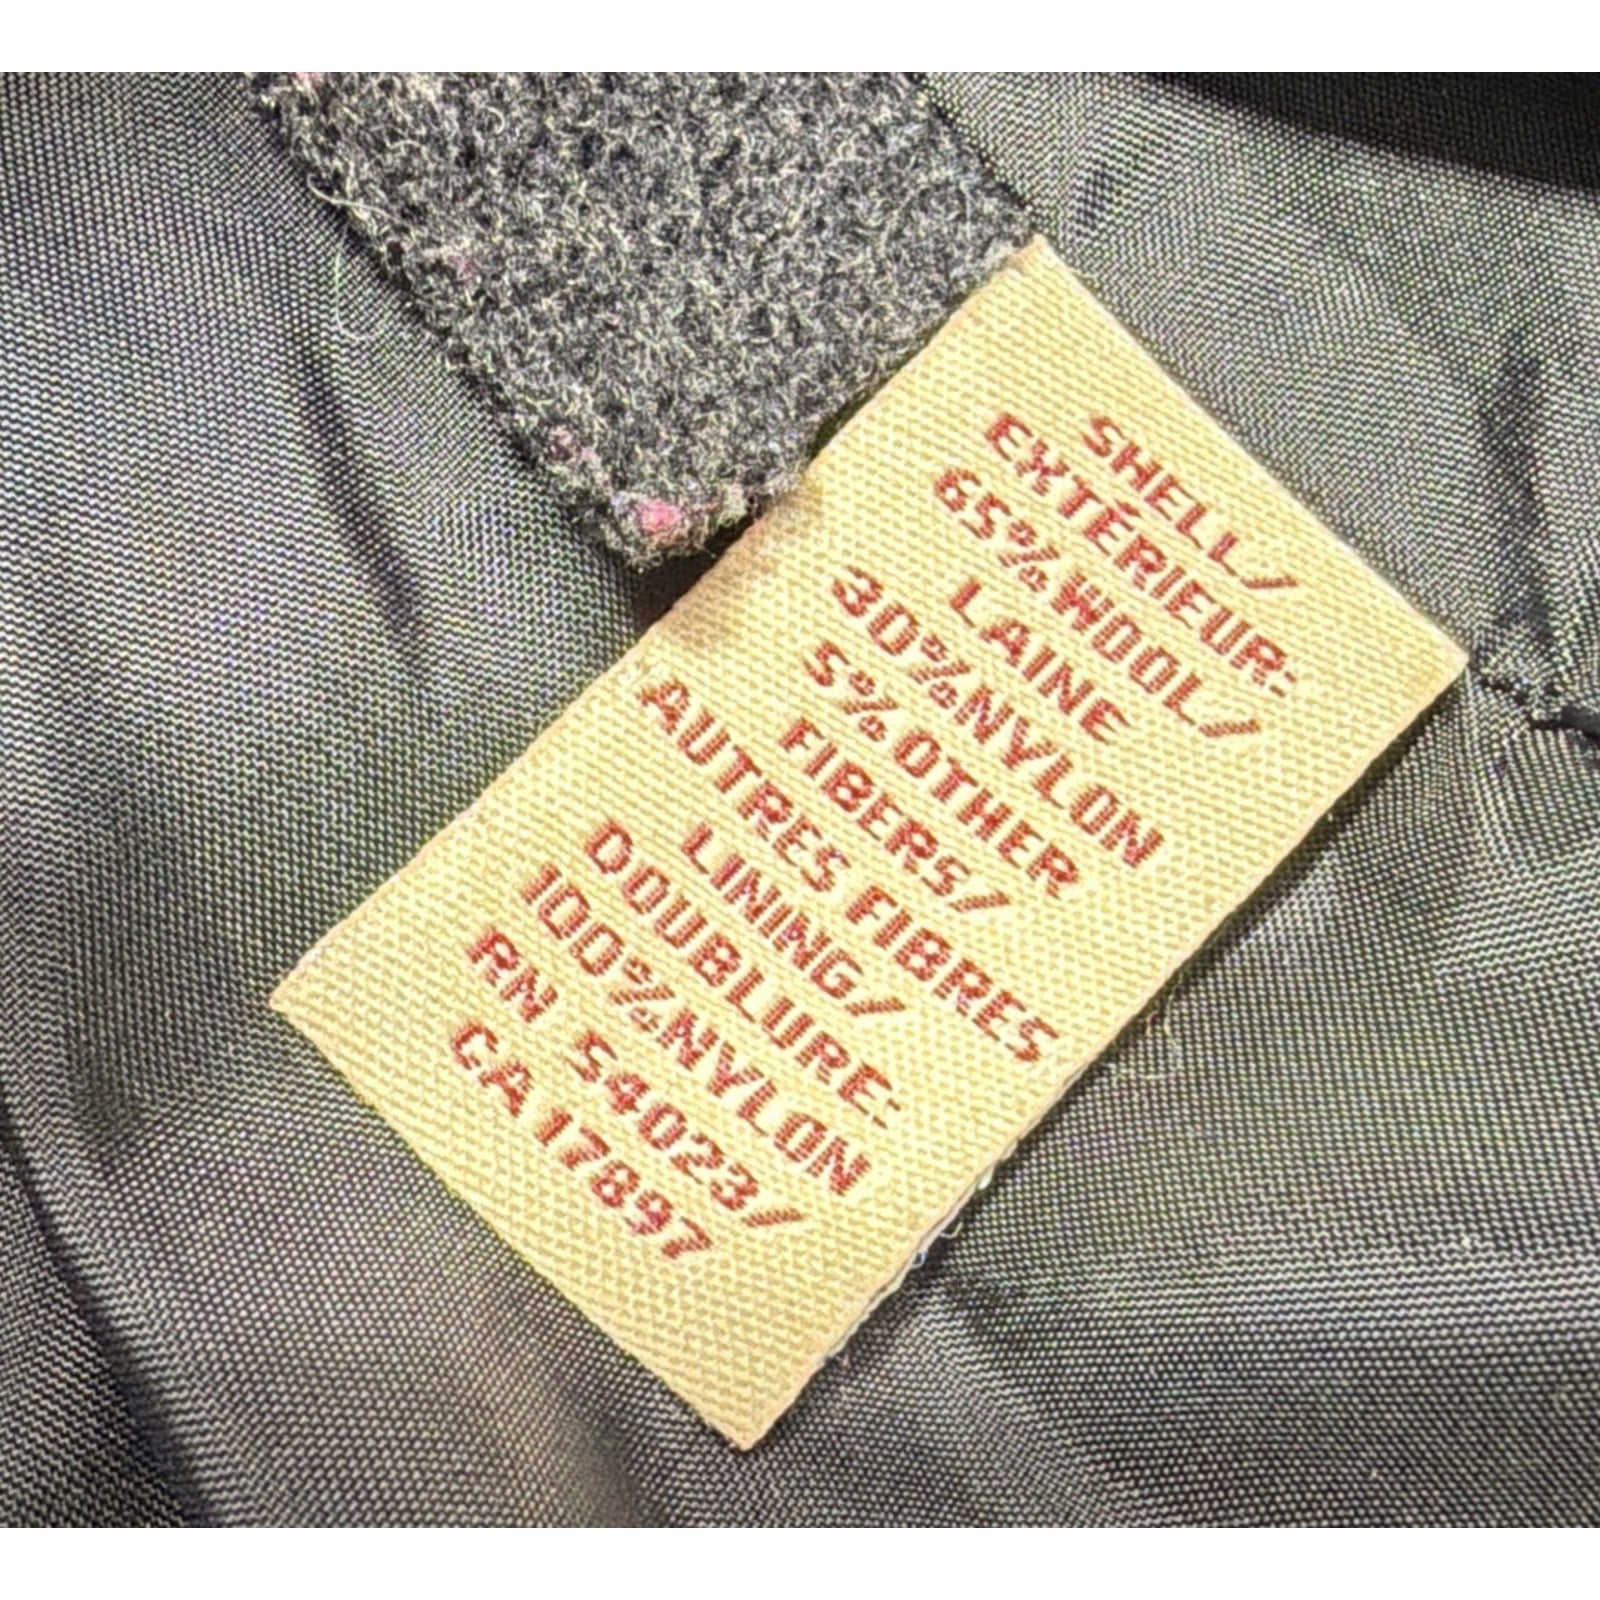 SHELL/
EXTÉRIEUR:
65% WOOL/
LAINE
30% NYLON
5% OTHER
FIBERS/
AUTRES FIBRES
LINING/
DOUBLURE:
100% NYLON
RN 54023/
CA 17897